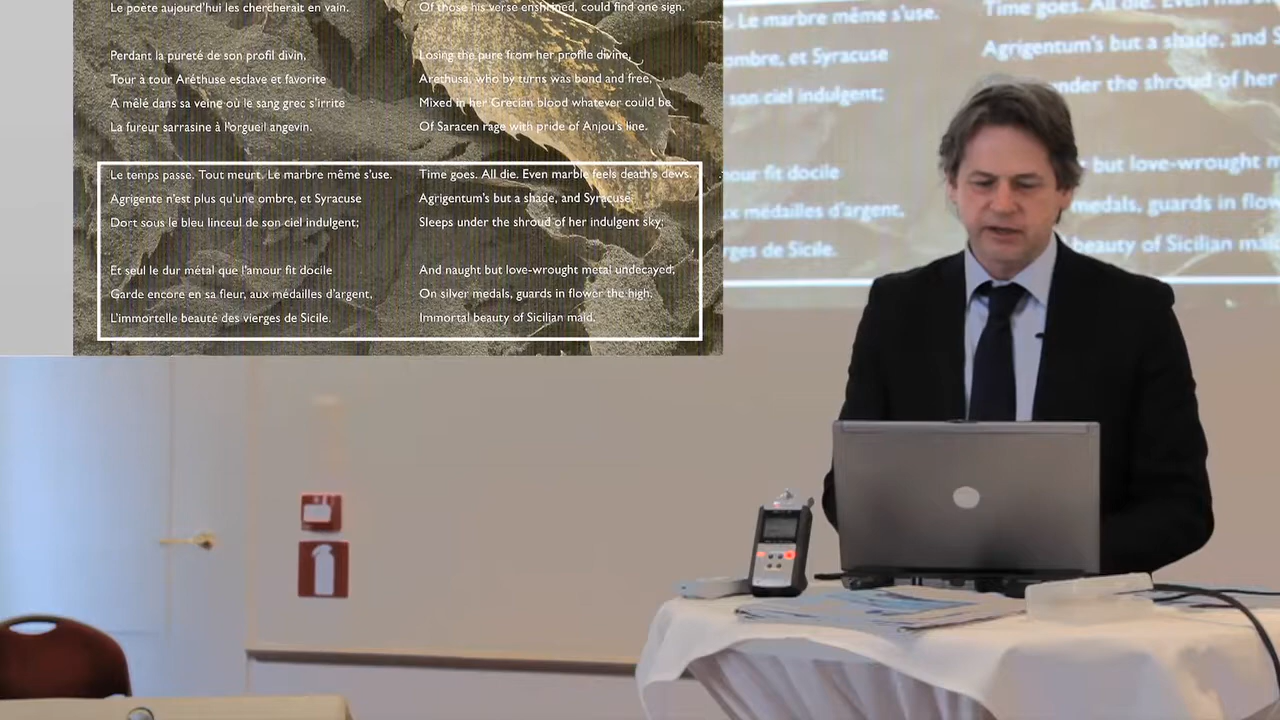 Le poète aujourd'hui les chercherait en vain.
Perdant la pureté de son profil divin,
Tour à tour Aréthuse esclave et favorite
A mêlé dans sa veine où le sang grec s'irrite
La fureur sarrasine à l'orgueil angevin.
Le temps passe. Tout meurt. Le marbre même s'use.
Agrigente n'est plus qu'une ombre, et Syracuse
Dort sous le bleu linceul de son ciel indulgent;
Et seul le dur métal que l'amour fit docile
Garde encore en sa fleur, aux médailles d'argent,
L'immortelle beauté des vierges de Sicile.
Of those his verse enshrined, could find one sign.
Losing the pure from her profile divine,
Arethusa, who by turns was bond and free,
Mixed in her Grecian blood whatever could be
Of Saracen rage with pride of Anjou's line.
Time goes. All die. Even marble feels death's dews.
Agrigentum's but a shade, and Syracuse
Sleeps under the shroud of her indulgent sky;
And naught but love-wrought metal undecayed,
On silver medals, guards in flower the high,
Immortal beauty of Sicilian maid.
. Le marbre même s'use.
ombre, et Syracuse
son ciel indulgent;
our fit docile
x médailles d'argent,
rges de Sicile.
Time goes. All die. Even
Agrigentum's but a shade, and S
nder the shroud of her
but love-wrought m
medals, guards in flow
beauty of Sicilian maid